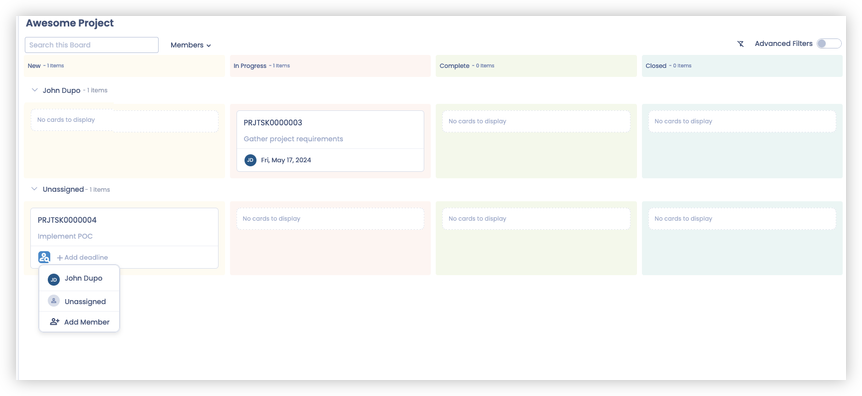 Awesome Project
Search this Board
Members
Advanced Filters
New - 1 Items
In Progress - 1 Items
Complete - 0 Items
Closed - 0 Items
John Dupo - 1 Items
No cards to display
PRJTSK0000003
Gather project requirements
JD Fri, May 17, 2024
No cards to display
No cards to display
Unassigned - 1 Items
PRJTSK0000004
Implement POC
+ Add deadline
No cards to display
No cards to display
No cards to display
JD John Dupo
Unassigned
Add Member